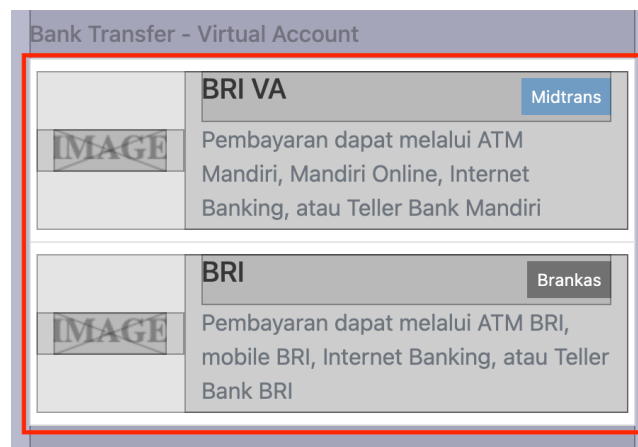 Bank Transfer - Virtual Account
BRI VA
Midtrans
IMAGE
Pembayaran dapat melalui ATM
Mandiri, Mandiri Online, Internet
Banking, atau Teller Bank Mandiri
BRI
Brankas
IMAGE
Pembayaran dapat melalui ATM BRI,
mobile BRI, Internet Banking, atau Teller
Bank BRI